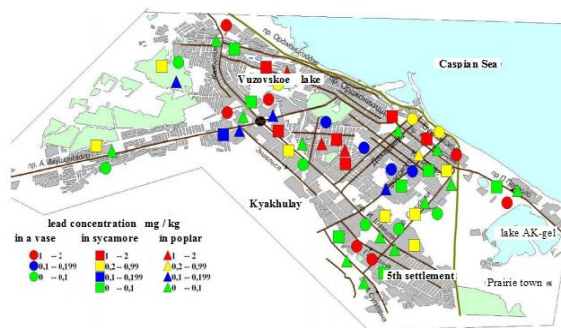 Caspian Sea
Vuzovskoe lake
пр. А. Акушинского
Kyakhulay
lead concentration mg / kg
in a vase in sycamore in poplar
1 -- 2 1 -- 2 1 -- 2
0,1 -- 0,199 0,2 -- 0,99 0,2 -- 0,99
0 -- 0,1 0,1 -- 0,199 0,1 -- 0,199
0 -- 0,1 0 -- 0,1
lake AK-gel
5th settlement
Prairie town